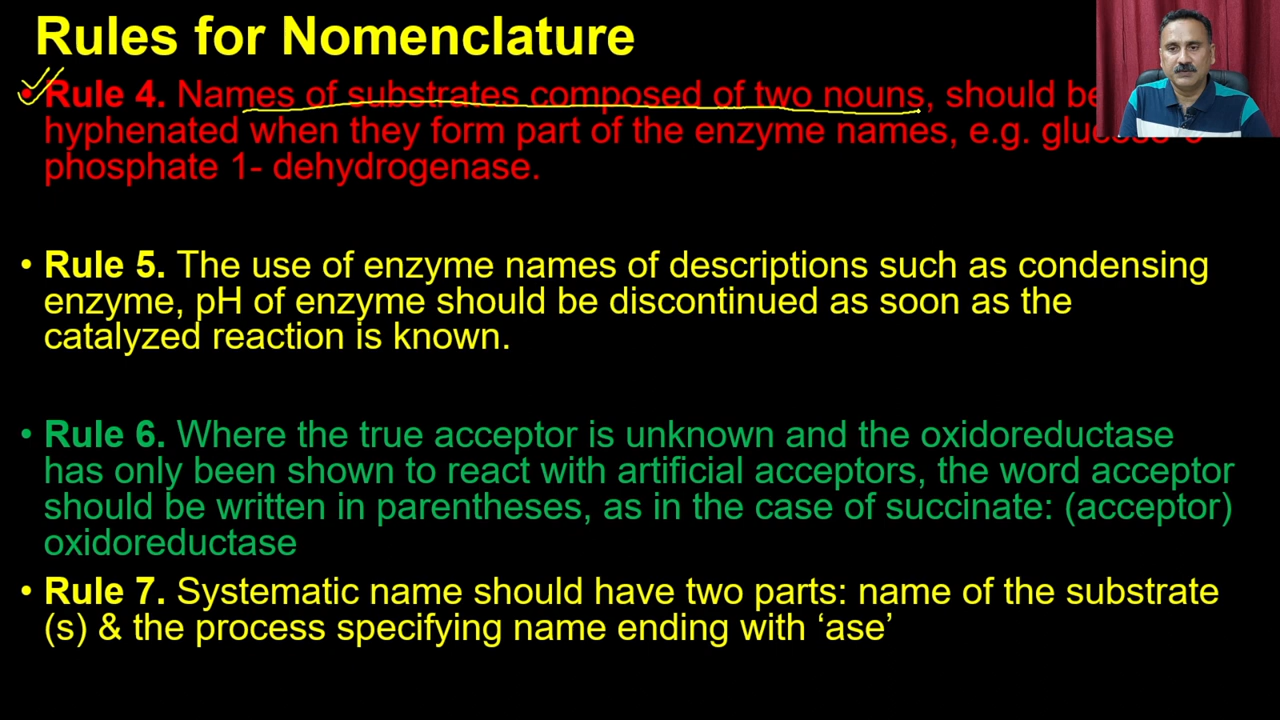 Rules for Nomenclature
• Rule 4. Names of substrates composed of two nouns, should be
hyphenated when they form part of the enzyme names, e.g.
phosphate 1- dehydrogenase.
• Rule 5. The use of enzyme names of descriptions such as condensing
enzyme, pH of enzyme should be discontinued as soon as the
catalyzed reaction is known.
• Rule 6. Where the true acceptor is unknown and the oxidoreductase
has only been shown to react with artificial acceptors, the word acceptor
should be written in parentheses, as in the case of succinate: (acceptor)
oxidoreductase
• Rule 7. Systematic name should have two parts: name of the substrate
(s) & the process specifying name ending with ‘ase’